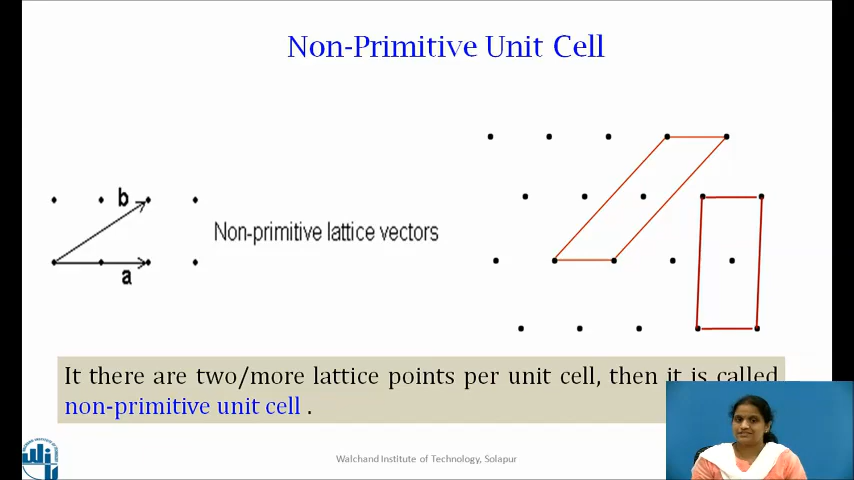 Non-Primitive Unit Cell
b
Non-primitive lattice vectors
a
It there are two/more lattice points per unit cell, then it is called
non-primitive unit cell .
Walchand Institute of Technology, Solapur